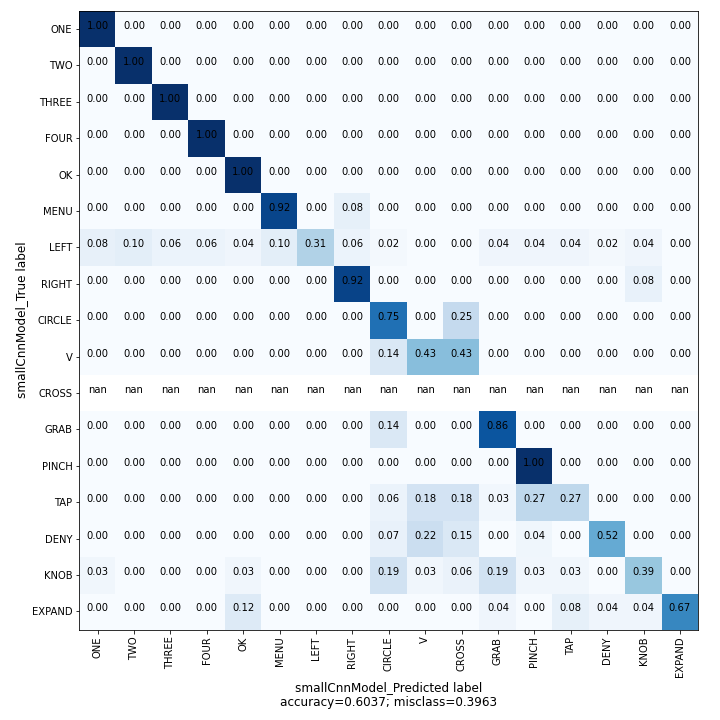 smallCnnModel_True label
ONE 1.00 0.00 0.00 0.00 0.00 0.00 0.00 0.00 0.00 0.00 0.00 0.00 0.00 0.00 0.00 0.00 0.00
TWO 0.00 1.00 0.00 0.00 0.00 0.00 0.00 0.00 0.00 0.00 0.00 0.00 0.00 0.00 0.00 0.00 0.00
THREE 0.00 0.00 1.00 0.00 0.00 0.00 0.00 0.00 0.00 0.00 0.00 0.00 0.00 0.00 0.00 0.00 0.00
FOUR 0.00 0.00 0.00 1.00 0.00 0.00 0.00 0.00 0.00 0.00 0.00 0.00 0.00 0.00 0.00 0.00 0.00
OK 0.00 0.00 0.00 0.00 1.00 0.00 0.00 0.00 0.00 0.00 0.00 0.00 0.00 0.00 0.00 0.00 0.00
MENU 0.00 0.00 0.00 0.00 0.00 0.92 0.00 0.08 0.00 0.00 0.00 0.00 0.00 0.00 0.00 0.00 0.00
LEFT 0.08 0.10 0.06 0.06 0.04 0.10 0.31 0.06 0.02 0.00 0.00 0.04 0.04 0.04 0.02 0.04 0.00
RIGHT 0.00 0.00 0.00 0.00 0.00 0.00 0.00 0.92 0.00 0.00 0.00 0.00 0.00 0.00 0.00 0.08 0.00
CIRCLE 0.00 0.00 0.00 0.00 0.00 0.00 0.00 0.00 0.75 0.00 0.25 0.00 0.00 0.00 0.00 0.00 0.00
V 0.00 0.00 0.00 0.00 0.00 0.00 0.00 0.00 0.14 0.43 0.43 0.00 0.00 0.00 0.00 0.00 0.00
CROSS nan nan nan nan nan nan nan nan nan nan nan nan nan nan nan nan nan
GRAB 0.00 0.00 0.00 0.00 0.00 0.00 0.00 0.00 0.14 0.00 0.00 0.86 0.00 0.00 0.00 0.00 0.00
PINCH 0.00 0.00 0.00 0.00 0.00 0.00 0.00 0.00 0.00 0.00 0.00 0.00 1.00 0.00 0.00 0.00 0.00
TAP 0.00 0.00 0.00 0.00 0.00 0.00 0.00 0.00 0.06 0.18 0.18 0.03 0.27 0.27 0.00 0.00 0.00
DENY 0.00 0.00 0.00 0.00 0.00 0.00 0.00 0.00 0.07 0.22 0.15 0.00 0.04 0.00 0.52 0.00 0.00
KNOB 0.03 0.00 0.00 0.00 0.03 0.00 0.00 0.00 0.19 0.03 0.06 0.19 0.03 0.03 0.00 0.39 0.00
EXPAND 0.00 0.00 0.00 0.00 0.12 0.00 0.00 0.00 0.00 0.00 0.00 0.04 0.00 0.08 0.04 0.04 0.67
ONE TWO THREE FOUR OK MENU LEFT RIGHT CIRCLE V CROSS GRAB PINCH TAP DENY KNOB EXPAND
smallCnnModel_Predicted label
accuracy=0.6037; misclass=0.3963